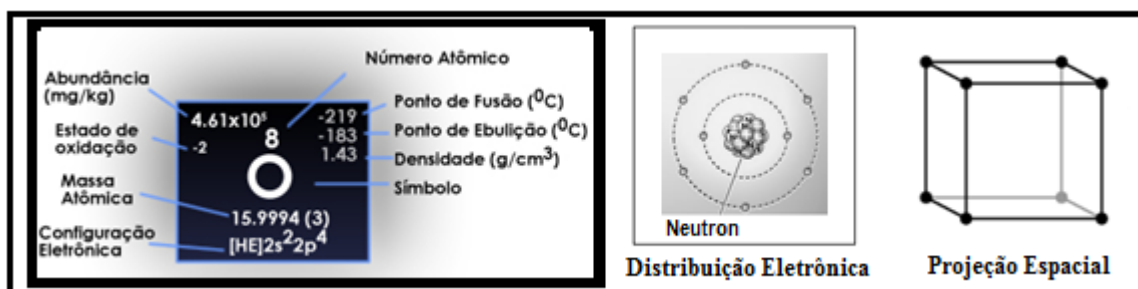 Número Atômico
Abundância
(mg/kg)
Ponto de Fusão (⁰C)
Ponto de Ebulição (⁰C)
Densidade (g/cm³)
Símbolo
Estado de
oxidação
Massa
Atômica
Configuração
Eletrônica
4.61x10⁵
8
-219
-183
1.43
-2
O
15.9994 (3)
[HE]2s²2p⁴
Neutron
Distribuição Eletrônica
Projeção Espacial